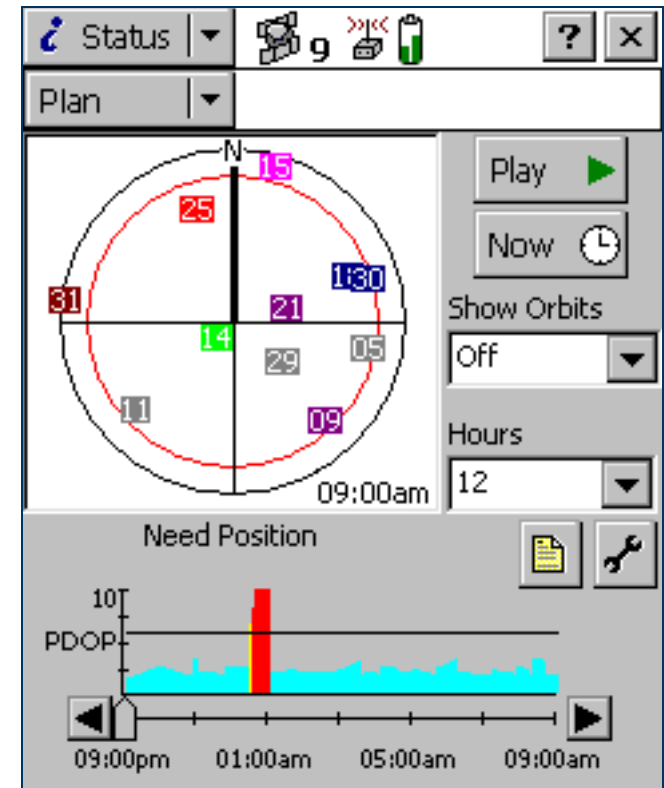 i Status 9 ? ×
Plan
N
15
25
Play
Now
30
31
21
Show Orbits
14
05
29
Off
11
09
Hours
09:00am
12
Need Position
10
PDOP
09:00pm 01:00am 05:00am 09:00am